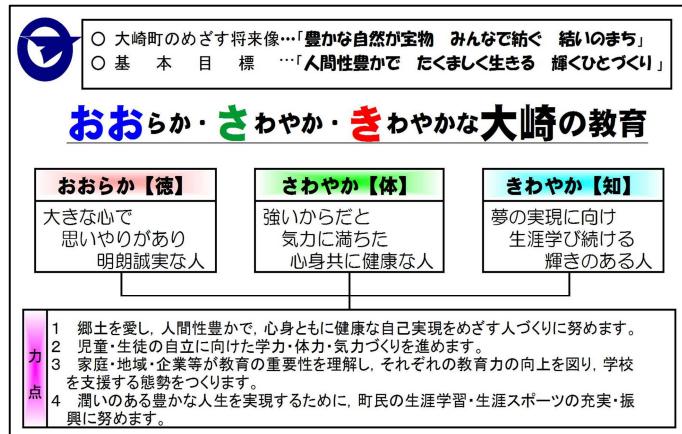 ○ 大崎町のめざす将来像…「豊かな自然が宝物 みんなで紡ぐ 結いのまち」
○ 基本目標…「人間性豊かで たくましく生きる 輝くひとづくり」
おおらか・さわやか・きわやかな大崎の教育
おおらか【徳】
大きな心で
思いやりがあり
明朗誠実な人
さわやか【体】
強いからだと
気力に満ちた
心身共に健康な人
きわやか【知】
夢の実現に向け
生涯学び続ける
輝きのある人
力点
1 郷土を愛し，人間性豊かで，心身ともに健康な自己実現をめざす人づくりに努めます。
2 児童・生徒の自立に向けた学力・体力・気力づくりを進めます。
3 家庭・地域・企業等が教育の重要性を理解し，それぞれの教育力の向上を図り，学校
を支援する態勢をつくります。
4 潤いのある豊かな人生を実現するために，町民の生涯学習・生涯スポーツの充実・振
興に努めます。